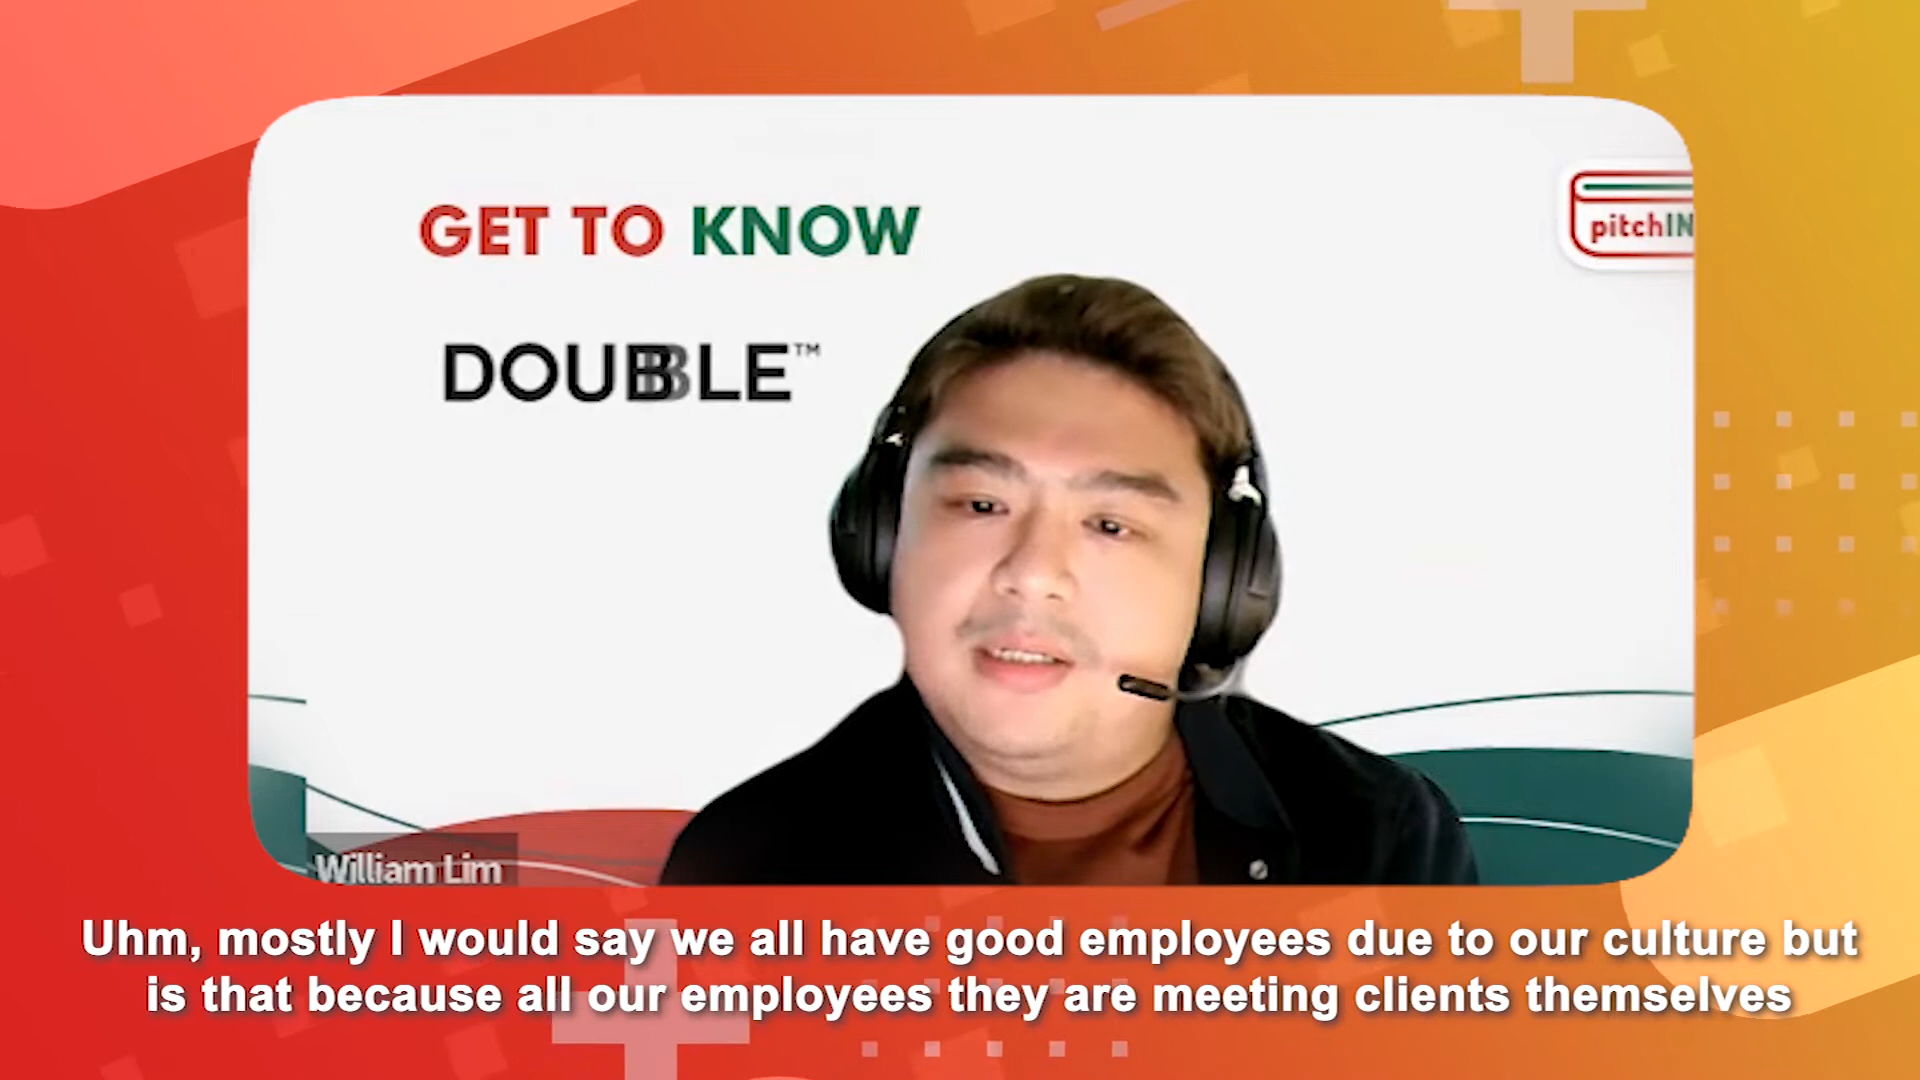 GET TO KNOW
pitchIN
DOUBBLE™
William Lim
Uhm, mostly I would say we all have good employees due to our culture but
is that because all our employees they are meeting clients themselves